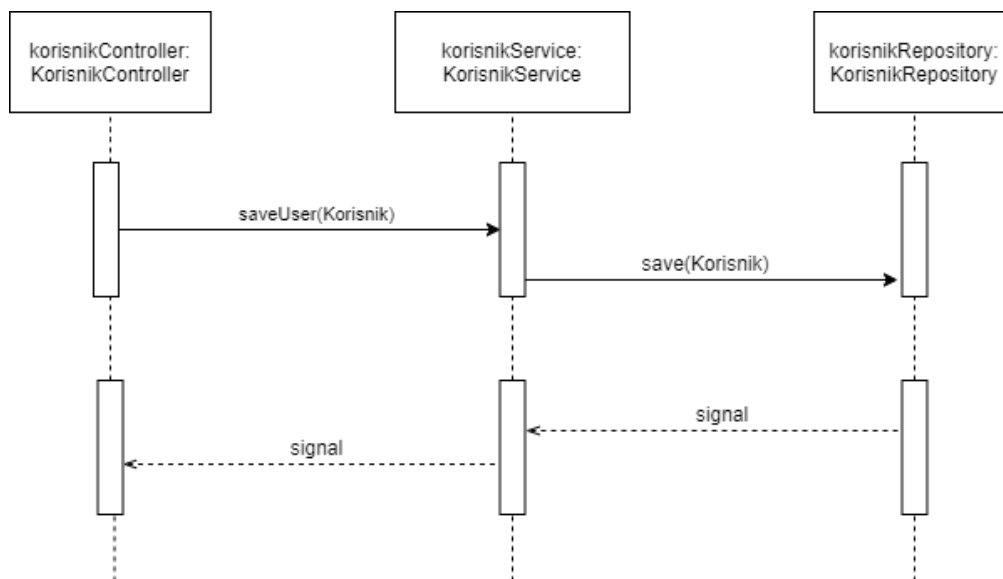 korisnikController:
KorisnikController
korisnikService:
KorisnikService
korisnikRepository:
KorisnikRepository
saveUser(Korisnik)
save(Korisnik)
signal
signal